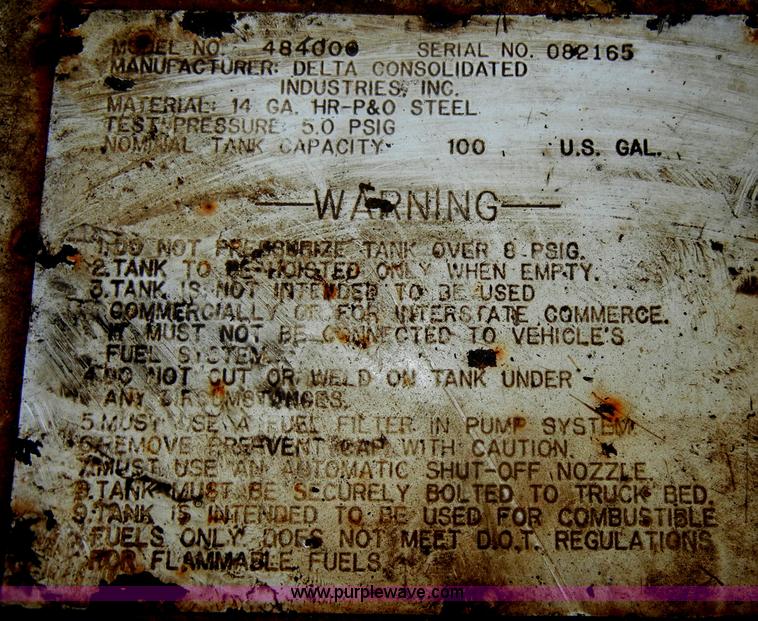 MODEL NO. 484000 SERIAL NO. 082165
MANUFACTURER: DELTA CONSOLIDATED
INDUSTRIES, INC.
MATERIAL: 14 GA. HR-P&O STEEL
TEST PRESSURE 5.0 PSIG
NOMINAL TANK CAPACITY 100 U.S. GAL.
WARNING
1. DO NOT PRESSURIZE TANK OVER 8 PSIG.
2. TANK TO BE HOISTED ONLY WHEN EMPTY.
3. TANK IS NOT INTENDED TO BE USED
COMMERCIALLY OR FOR INTERSTATE COMMERCE.
IT MUST NOT BE CONNECTED TO VEHICLE'S
FUEL SYSTEM.
4. DO NOT CUT OR WELD ON TANK UNDER
ANY CIRCUMSTANCES.
5. MUST USE A FUEL FILTER IN PUMP SYSTEM.
6. REMOVE PRE-VENT CAP WITH CAUTION.
7. MUST USE AN AUTOMATIC SHUT-OFF NOZZLE.
8. TANK MUST BE SECURELY BOLTED TO TRUCK BED.
9. TANK IS INTENDED TO BE USED FOR COMBUSTIBLE
FUELS ONLY. DOES NOT MEET D.O.T. REGULATIONS
FOR FLAMMABLE FUELS.
www.purplewave.com